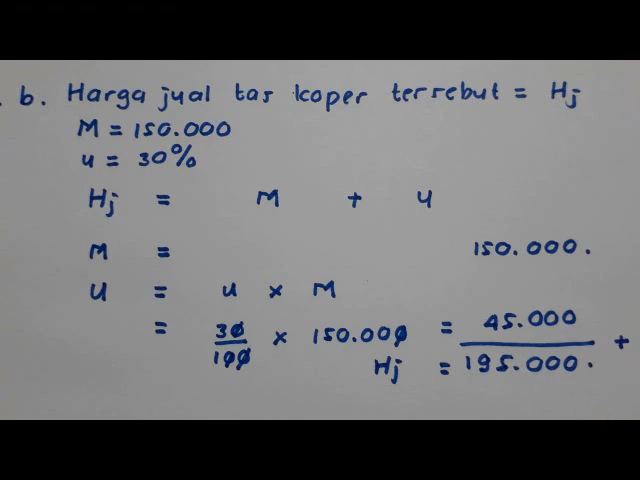 . b. Harga jual tas koper tersebut = Hj
M = 150.000
u = 30%
Hj = M + U
M = 150.000.
U = u x M
= 30/100 x 150.000 = 45.000 +
Hj = 195.000.